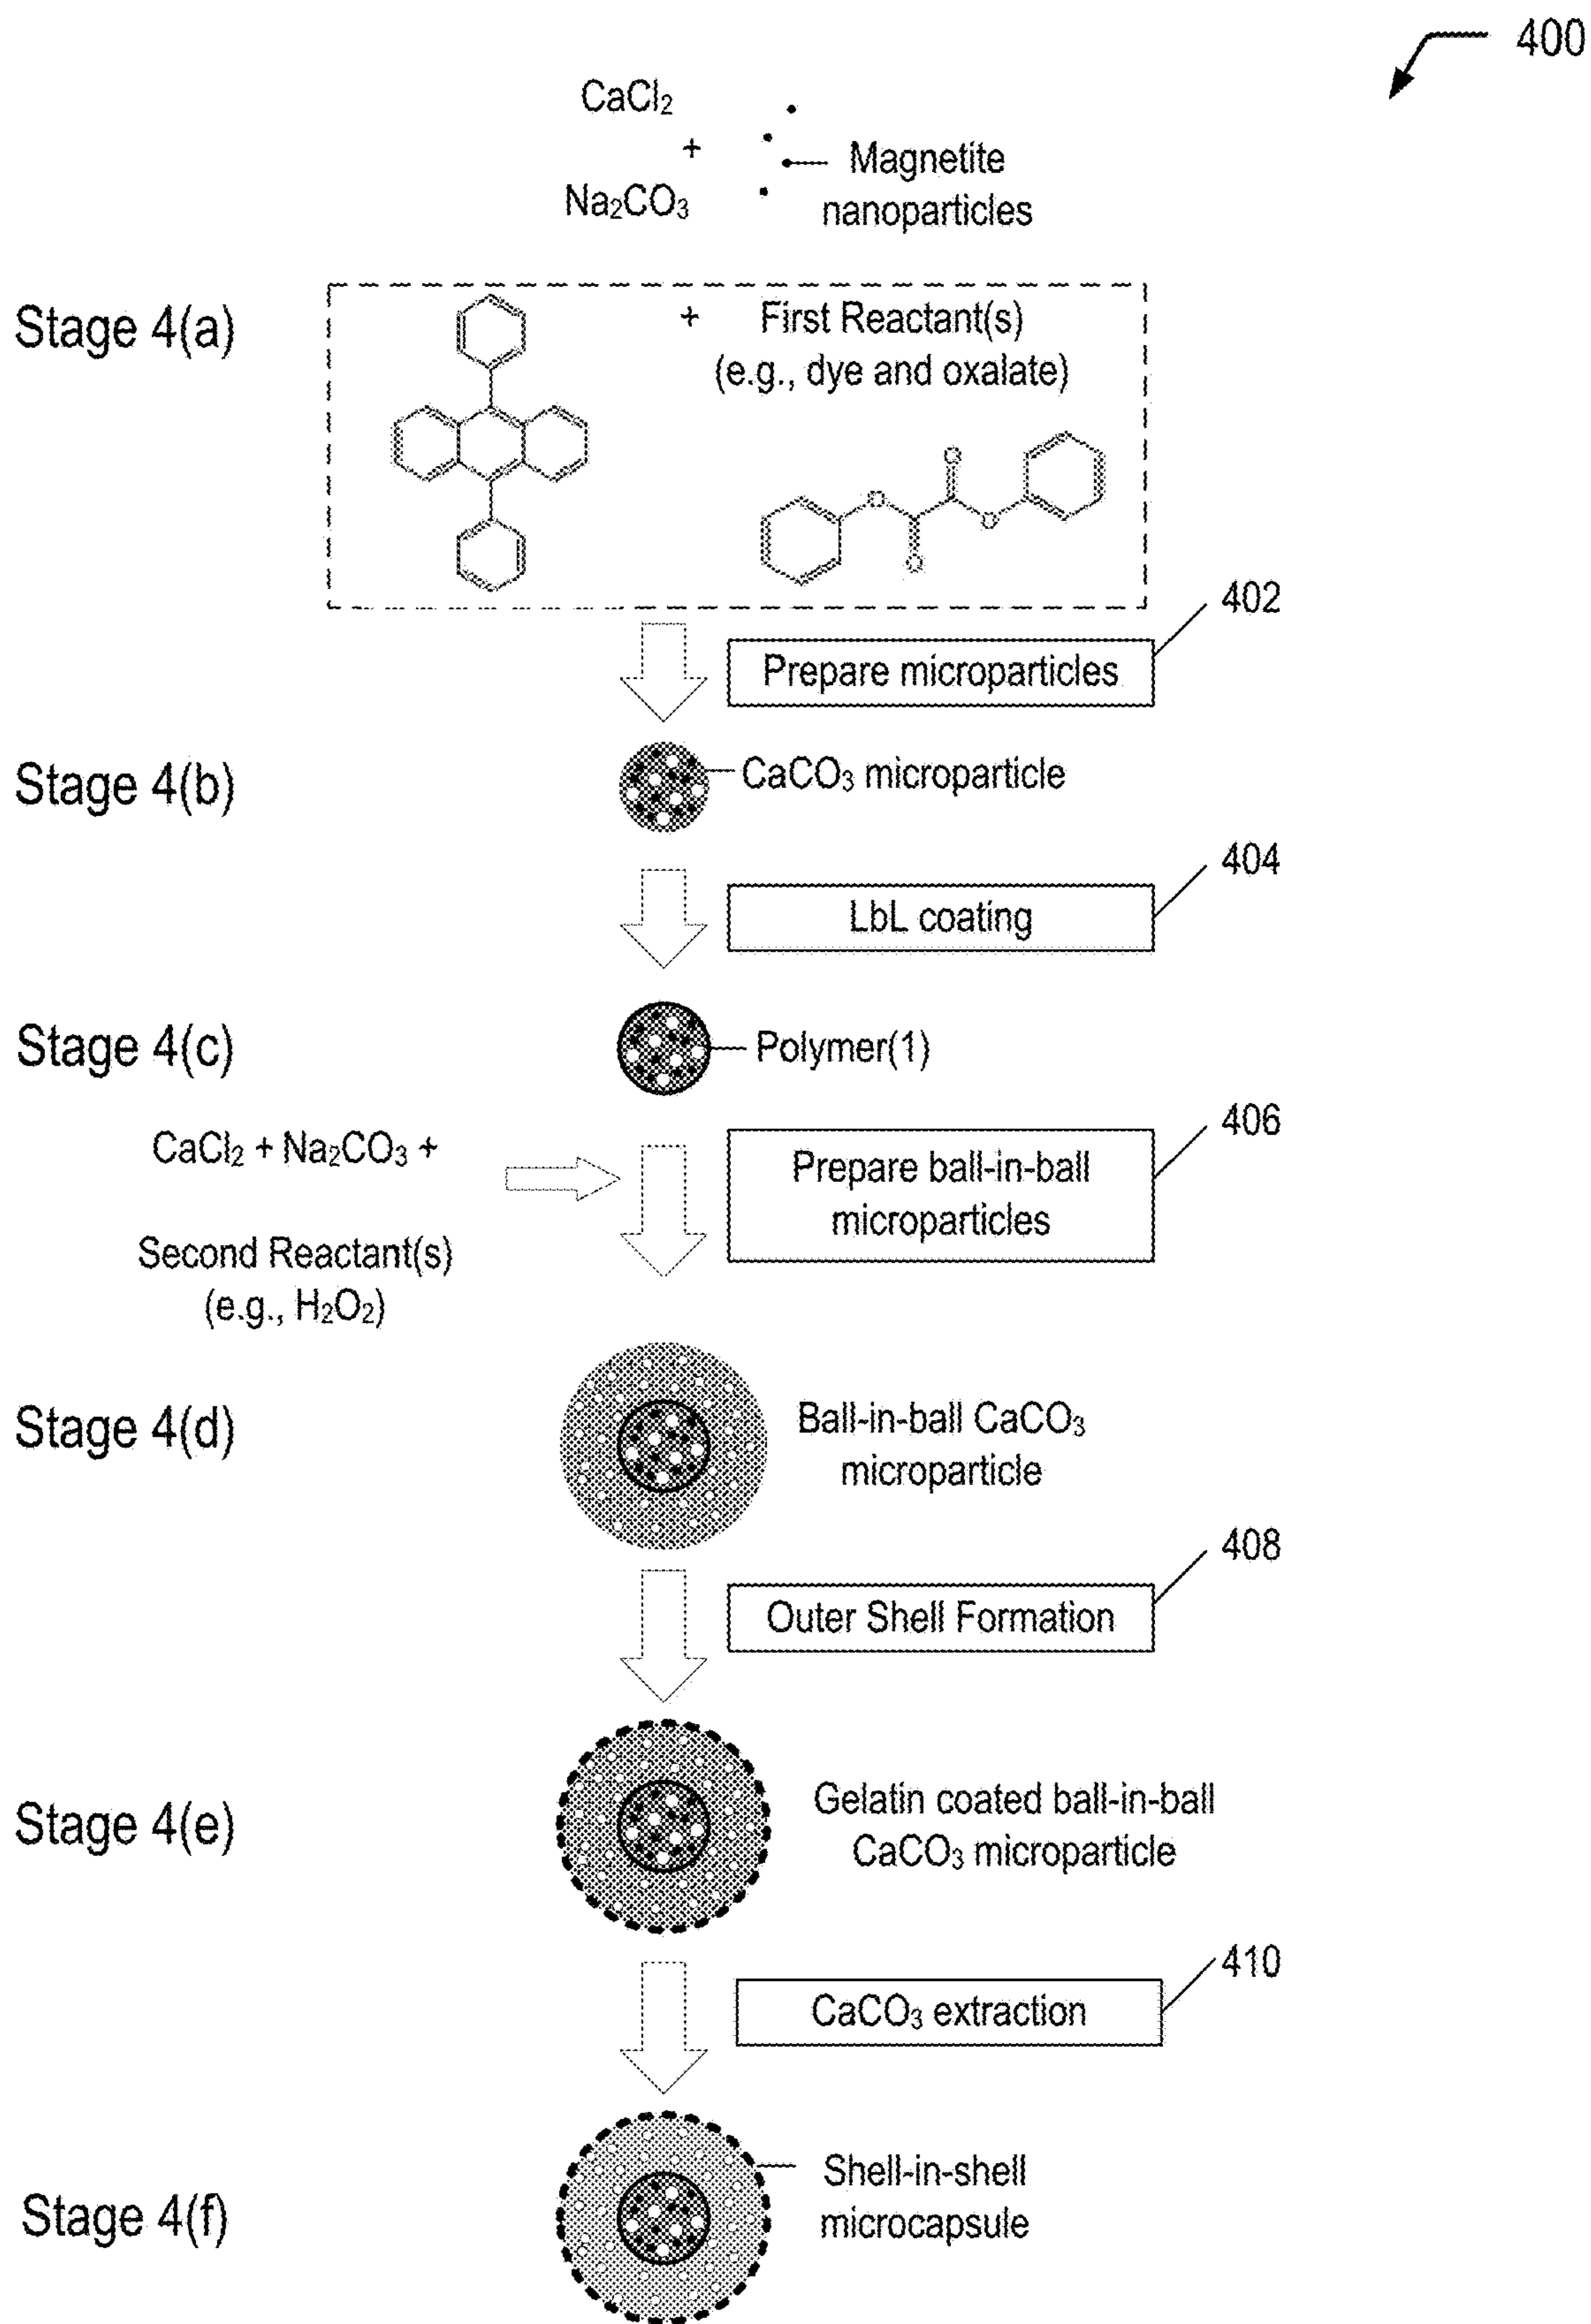 400
CaCl₂
+
Magnetite
Na₂CO₃
nanoparticles
Stage 4(a)
+ First Reactant(s)
(e.g., dye and oxalate)
O
O
O
O
402
Prepare microparticles
Stage 4(b)
CaCO₃ microparticle
404
LbL coating
Stage 4(c)
Polymer(1)
406
CaCl₂ + Na₂CO₃ +
Prepare ball-in-ball
microparticles
Second Reactant(s)
(e.g., H₂O₂)
Stage 4(d)
Ball-in-ball CaCO₃
microparticle
408
Outer Shell Formation
Stage 4(e)
Gelatin coated ball-in-ball
CaCO₃ microparticle
410
CaCO₃ extraction
Stage 4(f)
Shell-in-shell
microcapsule